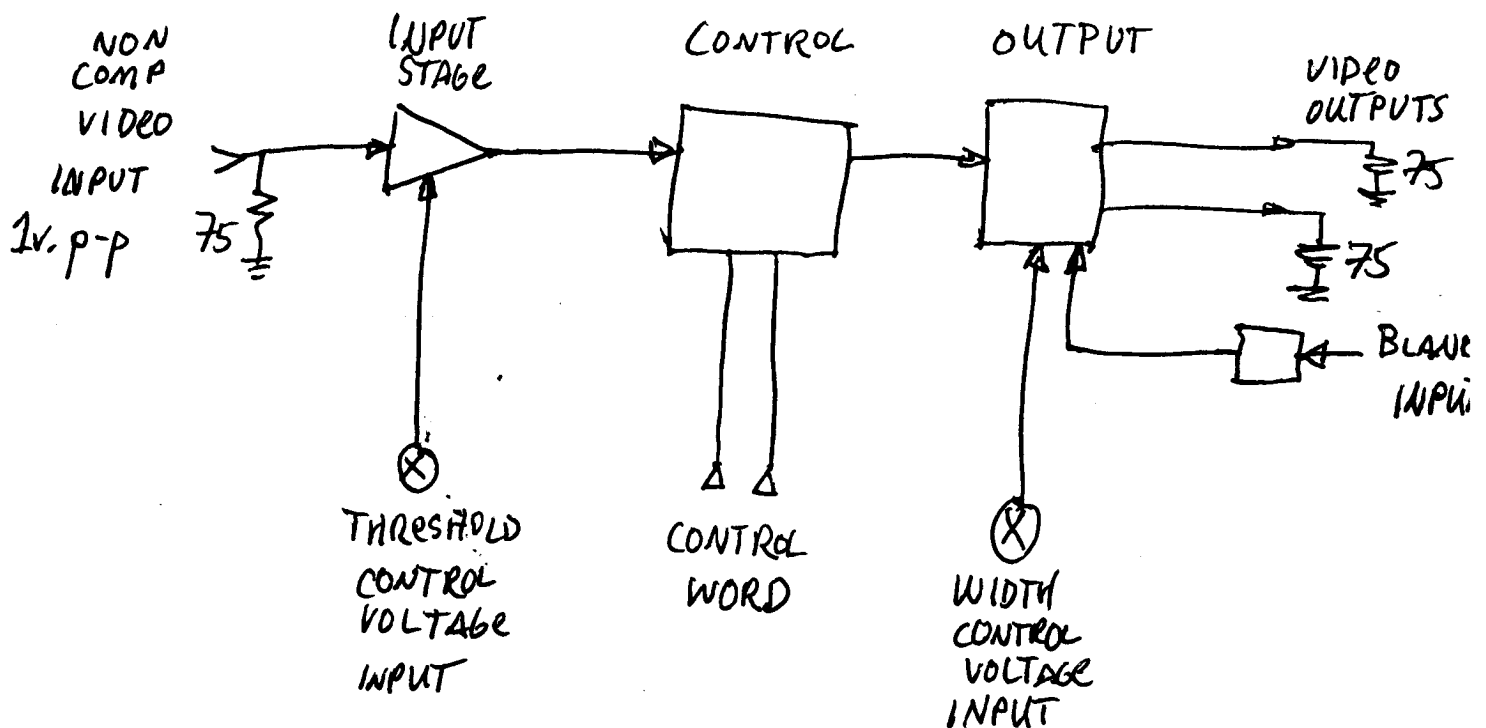 NON
COMP
VIDEO
INPUT
1v. p-p
75
INPUT
STAGE
THRESHOLD
CONTROL
VOLTAGE
INPUT
CONTROL
CONTROL
WORD
OUTPUT
WIDTH
CONTROL
VOLTAGE
INPUT
VIDEO
OUTPUTS
75
75